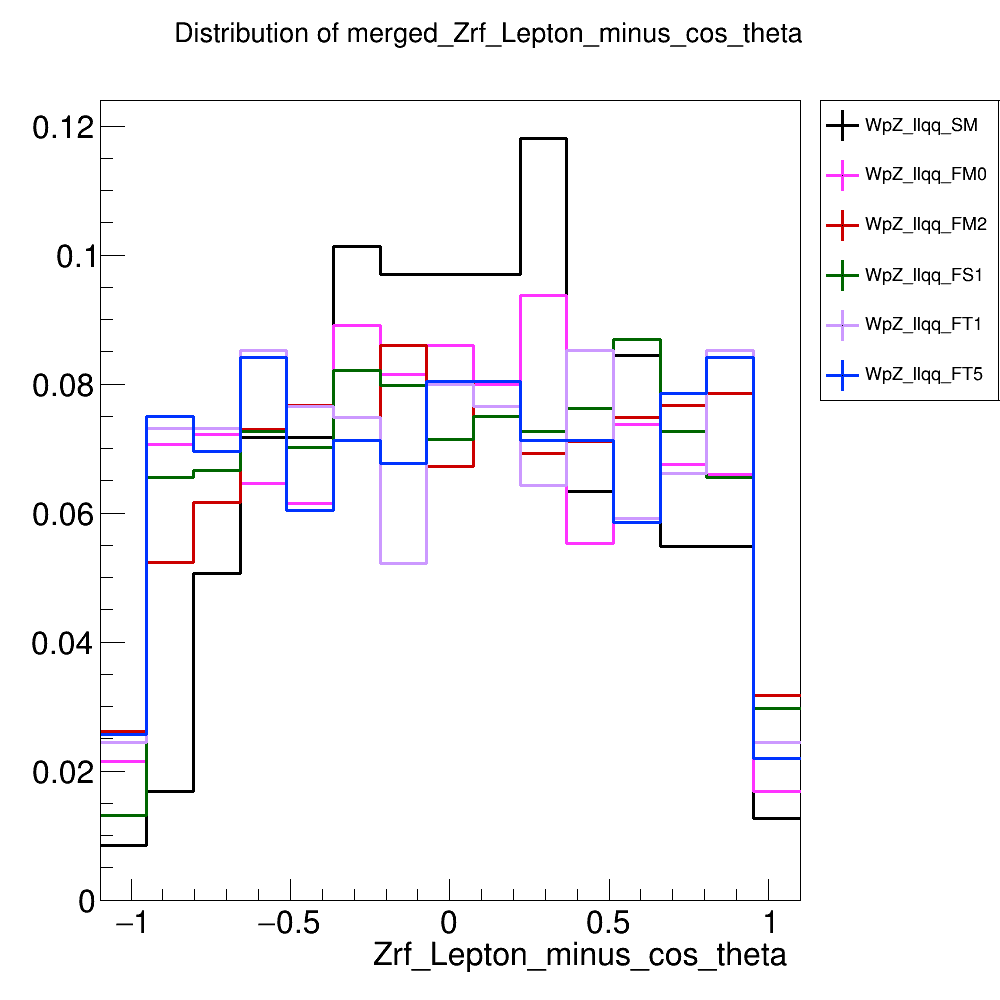 Distribution of merged_Zrf_Lepton_minus_cos_theta
0.12
0.1
0.08
0.06
0.04
0.02
0
−1
−0.5
0
0.5
1
Zrf_Lepton_minus_cos_theta
WpZ_llqq_SM
WpZ_llqq_FM0
WpZ_llqq_FM2
WpZ_llqq_FS1
WpZ_llqq_FT1
WpZ_llqq_FT5